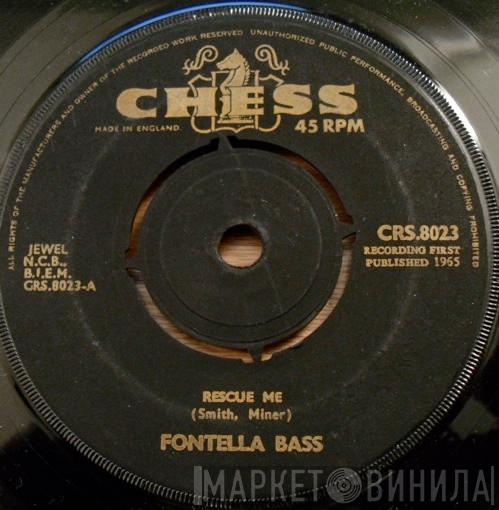 ALL RIGHTS OF THE MANUFACTURERS AND OWNER OF THE RECORDED WORK RESERVED UNAUTHORIZED PUBLIC PERFORMANCE, BROADCASTING AND COPYING PROHIBITED
CHESS
MADE IN ENGLAND.
45 RPM
JEWEL
N.C.B.,
B.I.E.M.
CRS.8023-A
CRS.8023
RECORDING FIRST
PUBLISHED 1965
RESCUE ME
(Smith, Miner)
FONTELLA BASS
МАРКЕТ ВИНИЛА